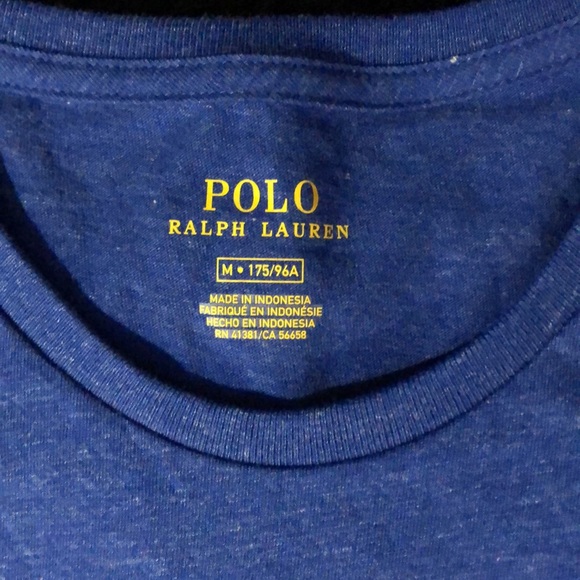 POLO
RALPH LAUREN
M • 175/96A
MADE IN INDONESIA
FABRIQUÉ EN INDONÉSIE
HECHO EN INDONESIA
RN 41381/CA 56658